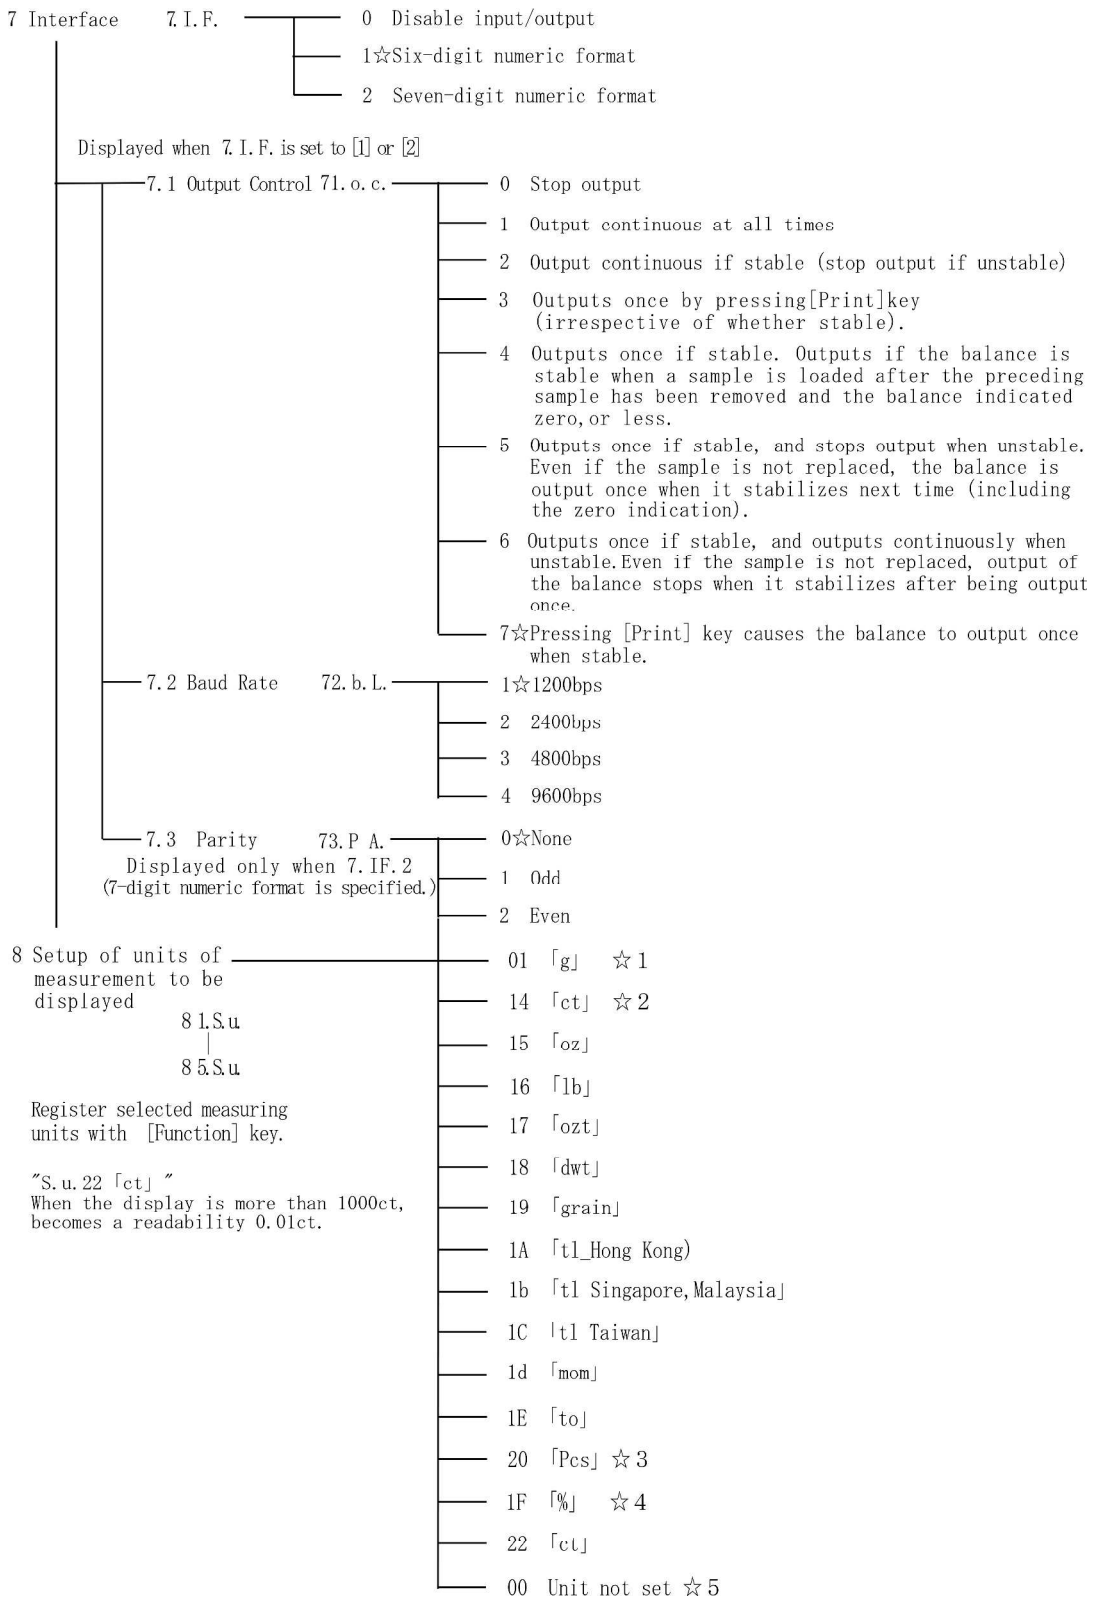 7 Interface 7.I.F. 0 Disable input/output
1☆Six-digit numeric format
2 Seven-digit numeric format
Displayed when 7.I.F. is set to [1] or [2]
7.1 Output Control 71.o.c. 0 Stop output
1 Output continuous at all times
2 Output continuous if stable (stop output if unstable)
3 Outputs once by pressing[Print]key
(irrespective of whether stable).
4 Outputs once if stable. Outputs if the balance is
stable when a sample is loaded after the preceding
sample has been removed and the balance indicated
zero,or less.
5 Outputs once if stable, and stops output when unstable.
Even if the sample is not replaced, the balance is
output once when it stabilizes next time (including
the zero indication).
6 Outputs once if stable, and outputs continuously when
unstable.Even if the sample is not replaced, output of
the balance stops when it stabilizes after being output
once.
7☆Pressing [Print] key causes the balance to output once
when stable.
7.2 Baud Rate 72.b.L. 1☆1200bps
2 2400bps
3 4800bps
4 9600bps
7.3 Parity 73.P A. 0☆None
Displayed only when 7.IF.2
(7-digit numeric format is specified.)
1 Odd
2 Even
8 Setup of units of
measurement to be
displayed
81.S.u.
|
85.S.u.
Register selected measuring
units with [Function] key.
"S.u.22「ct」"
When the display is more than 1000ct,
becomes a readability 0.01ct.
01 「g」 ☆1
14 「ct」 ☆2
15 「oz」
16 「lb」
17 「ozt」
18 「dwt」
19 「grain」
1A 「tl_Hong Kong)
1b 「tl Singapore,Malaysia」
1C 「tl Taiwan」
1d 「mom」
1E 「to」
20 「Pcs」 ☆3
1F 「%」 ☆4
22 「ct」
00 Unit not set ☆5